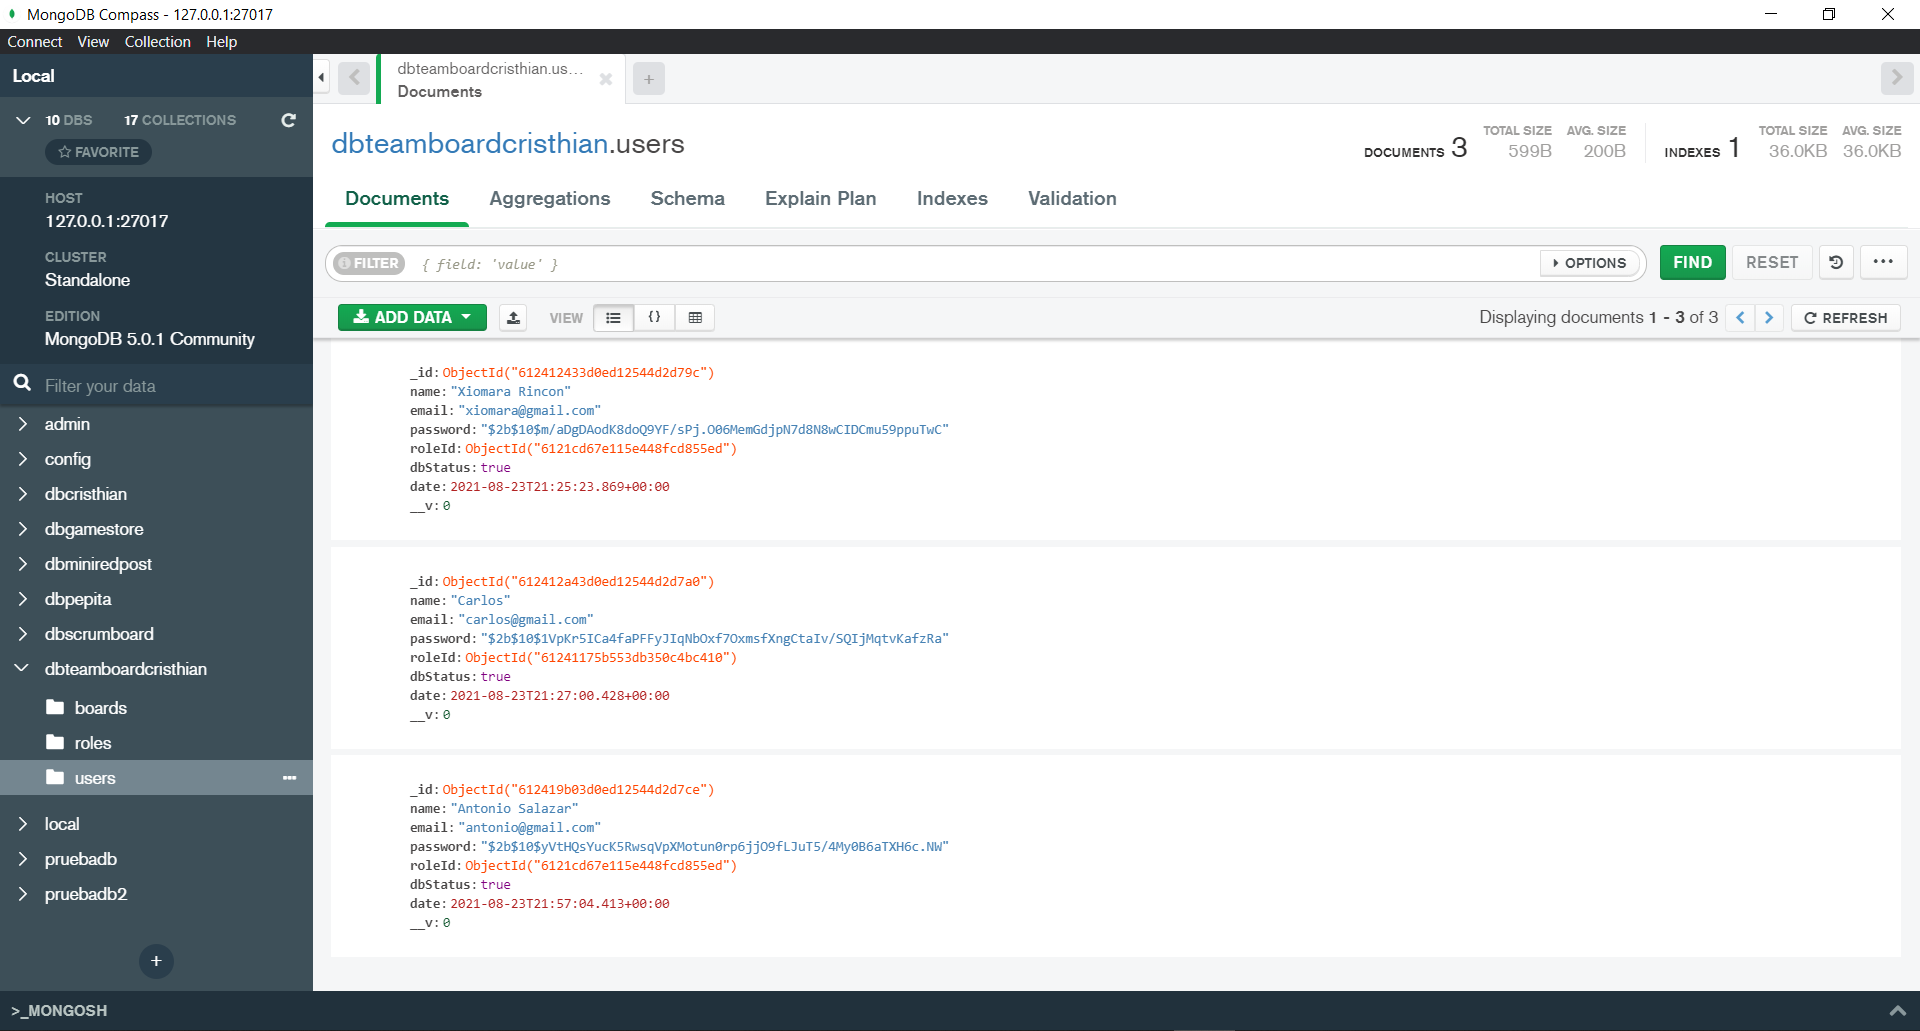 MongoDB Compass - 127.0.0.1:27017
Connect View Collection Help
Local
10 DBS 17 COLLECTIONS
FAVORITE
HOST
127.0.0.1:27017
CLUSTER
Standalone
EDITION
MongoDB 5.0.1 Community
Filter your data
admin
config
dbcristhian
dbgamestore
dbminiredpost
dbpepita
dbscrumboard
dbteamboardcristhian
boards
roles
users
local
pruebadb
pruebadb2
+
>_MONGOSH
dbteamboardcristhian.us...
Documents
+
dbteamboardcristhian.users
DOCUMENTS 3
TOTAL SIZE AVG. SIZE
599B 200B
INDEXES 1
TOTAL SIZE AVG. SIZE
36.0KB 36.0KB
Documents Aggregations Schema Explain Plan Indexes Validation
FILTER { field: 'value' } OPTIONS FIND RESET
ADD DATA VIEW {} Displaying documents 1 - 3 of 3 REFRESH
_id: ObjectId("612412433d0ed12544d2d79c")
name: "Xiomara Rincon"
email: "xiomara@gmail.com"
password: "$2b$10$m/aDgDAodK8doQ9YF/sPj.O06MemGdjpN7d8N8wCIDCmu59ppuTwC"
roleId: ObjectId("6121cd67e115e448fcd855ed")
dbStatus: true
date: 2021-08-23T21:25:23.869+00:00
__v: 0
_id: ObjectId("612412a43d0ed12544d2d7a0")
name: "Carlos"
email: "carlos@gmail.com"
password: "$2b$10$1VpKr5ICa4faPFFyJIqNbOxf7OxmsfXngCtaIv/SQIjMqtvKafzRa"
roleId: ObjectId("61241175b553db350c4bc410")
dbStatus: true
date: 2021-08-23T21:27:00.428+00:00
__v: 0
_id: ObjectId("612419b03d0ed12544d2d7ce")
name: "Antonio Salazar"
email: "antonio@gmail.com"
password: "$2b$10$yVtHQsYucK5RwsqVpXMotun0rp6jjO9fLJuT5/4My0B6aTXH6c.NW"
roleId: ObjectId("6121cd67e115e448fcd855ed")
dbStatus: true
date: 2021-08-23T21:57:04.413+00:00
__v: 0